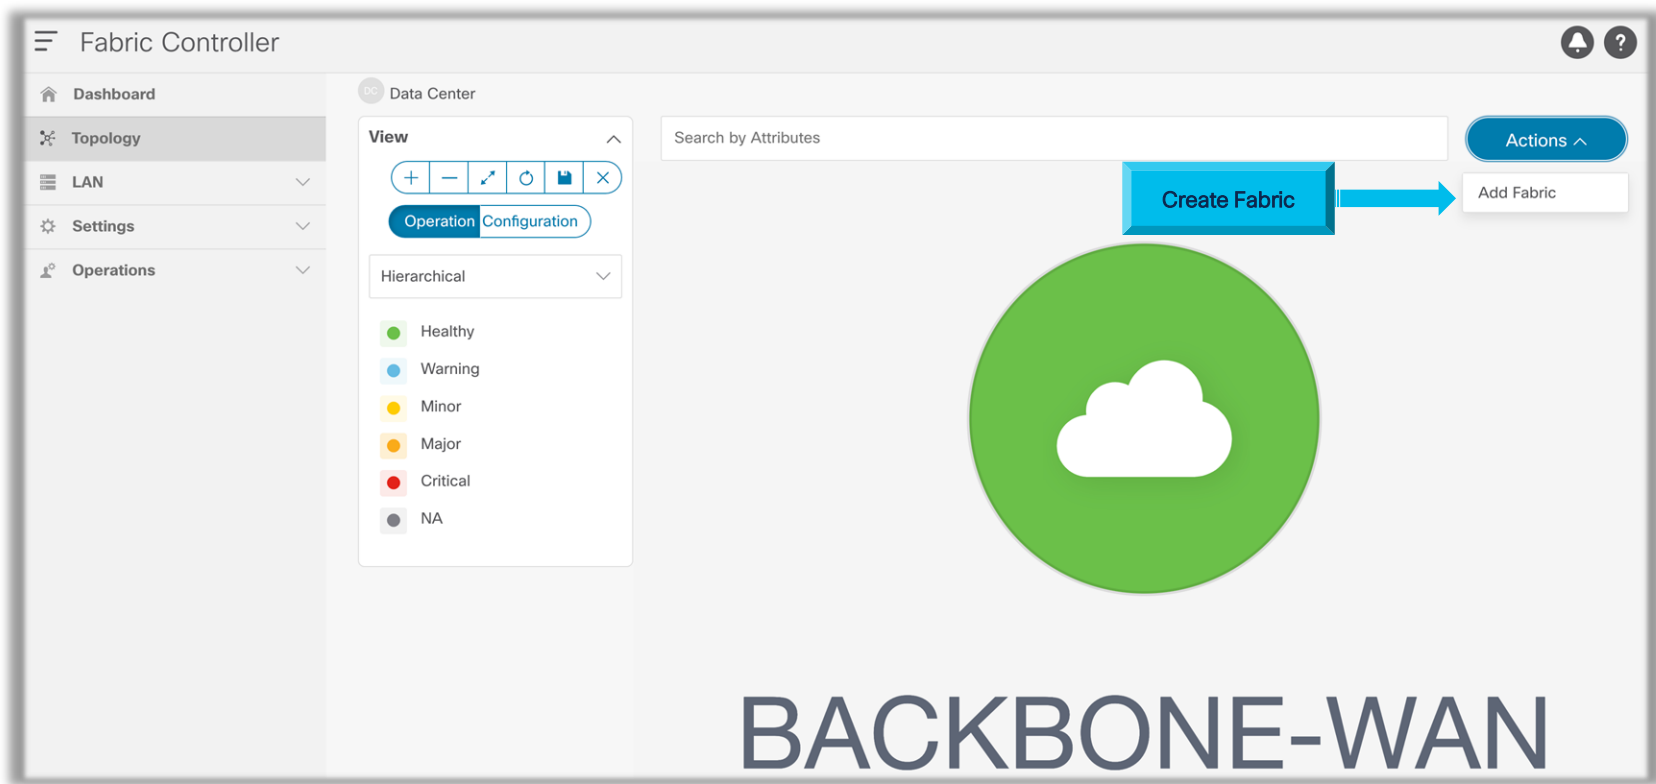 Fabric Controller
?
Dashboard
Topology
LAN
Settings
Operations
DC Data Center
View
Operation Configuration
Hierarchical
Healthy
Warning
Minor
Major
Critical
NA
Search by Attributes
Actions
Create Fabric
Add Fabric
BACKBONE-WAN